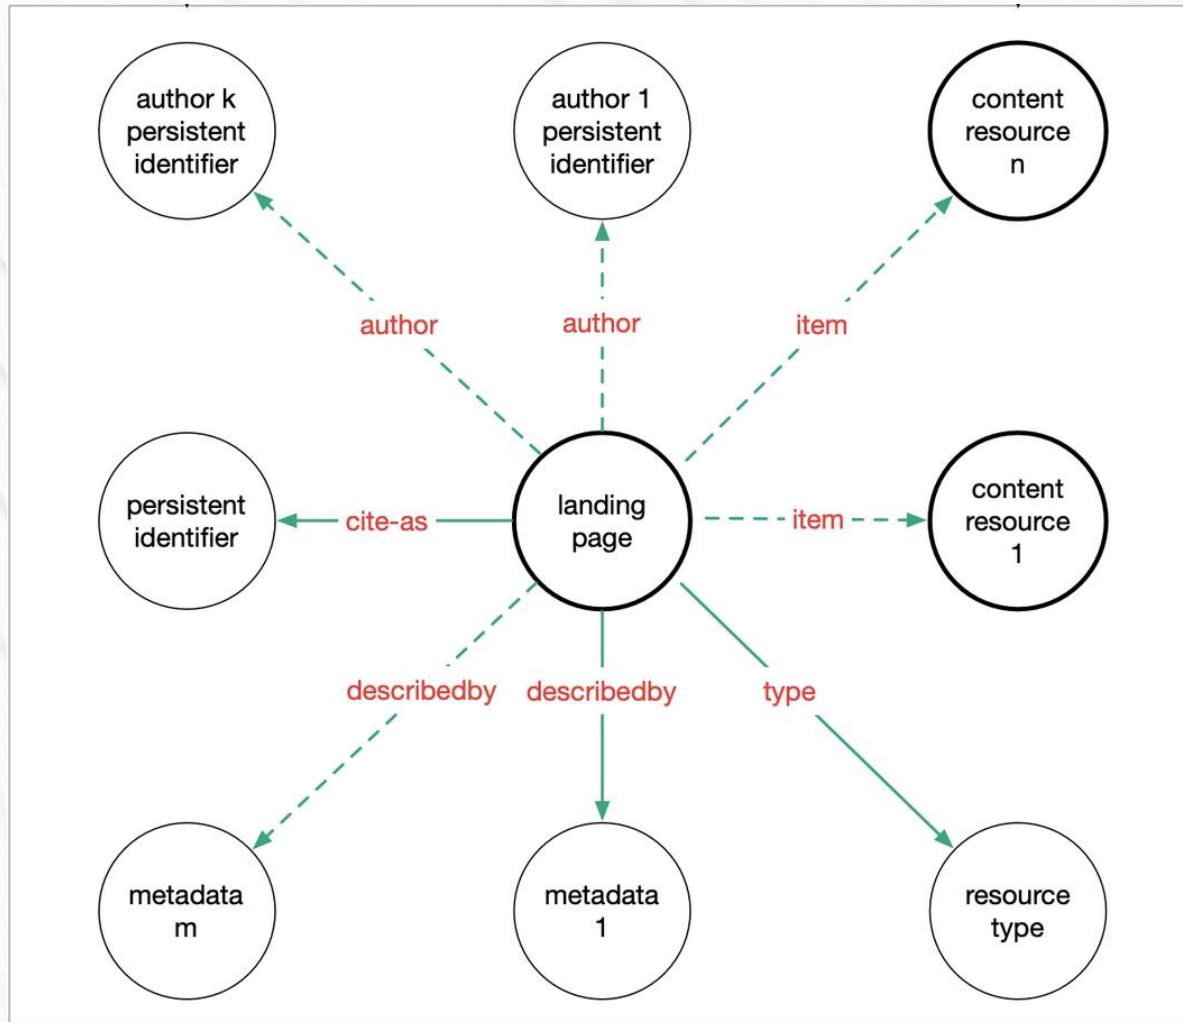 author k
persistent
identifier
author 1
persistent
identifier
content
resource
n
author
author
item
persistent
identifier
cite-as
landing
page
item
content
resource
1
describedby
describedby
type
metadata
m
metadata
1
resource
type